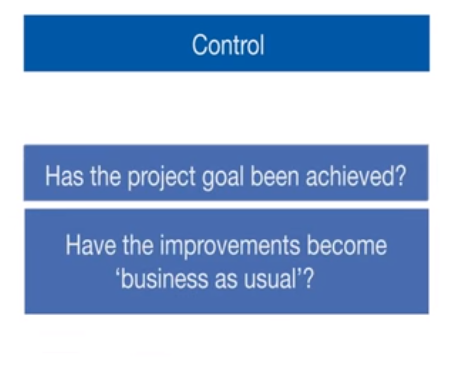 Control
Has the project goal been achieved?
Have the improvements become
‘business as usual’?